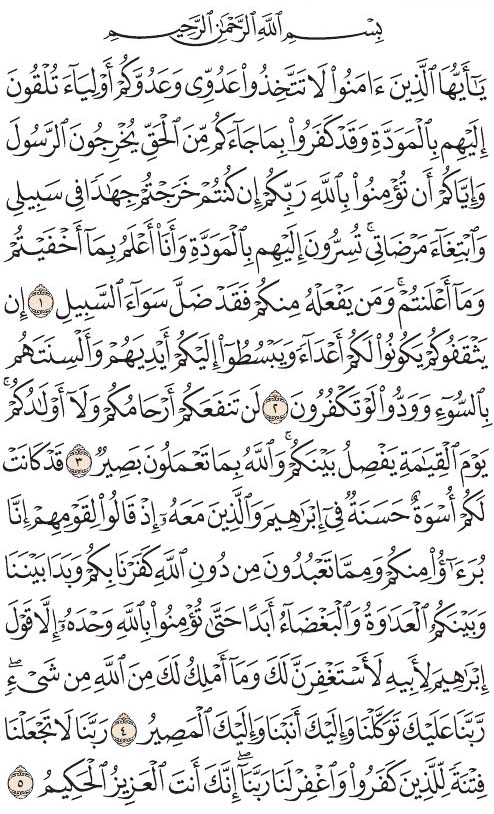 بِسْمِ ٱللَّهِ ٱلرَّحْمَٰنِ ٱلرَّحِيمِ
يَٰٓأَيُّهَا ٱلَّذِينَ ءَامَنُوا۟ لَا تَتَّخِذُوا۟ عَدُوِّى وَعَدُوَّكُمْ أَوْلِيَآءَ تُلْقُونَ
إِلَيْهِم بِٱلْمَوَدَّةِ وَقَدْ كَفَرُوا۟ بِمَا جَآءَكُم مِّنَ ٱلْحَقِّ يُخْرِجُونَ ٱلرَّسُولَ
وَإِيَّاكُمْ أَن تُؤْمِنُوا۟ بِٱللَّهِ رَبِّكُمْ إِن كُنتُمْ خَرَجْتُمْ جِهَٰدًا فِى سَبِيلِى
وَٱبْتِغَآءَ مَرْضَاتِى ۚ تُسِرُّونَ إِلَيْهِم بِٱلْمَوَدَّةِ وَأَنَا۠ أَعْلَمُ بِمَآ أَخْفَيْتُمْ
وَمَآ أَعْلَنتُمْ ۚ وَمَن يَفْعَلْهُ مِنكُمْ فَقَدْ ضَلَّ سَوَآءَ ٱلسَّبِيلِ ١ إِن
يَثْقَفُوكُمْ يَكُونُوا۟ لَكُمْ أَعْدَآءً وَيَبْسُطُوٓا۟ إِلَيْكُمْ أَيْدِيَهُمْ وَأَلْسِنَتَهُم
بِٱلسُّوٓءِ وَوَدُّوا۟ لَوْ تَكْفُرُونَ ٢ لَن تَنفَعَكُمْ أَرْحَامُكُمْ وَلَآ أَوْلَٰدُكُمْ ۚ
يَوْمَ ٱلْقِيَٰمَةِ يَفْصِلُ بَيْنَكُمْ ۚ وَٱللَّهُ بِمَا تَعْمَلُونَ بَصِيرٌ ٣ قَدْ كَانَتْ
لَكُمْ أُسْوَةٌ حَسَنَةٌ فِىٓ إِبْرَٰهِيمَ وَٱلَّذِينَ مَعَهُۥٓ إِذْ قَالُوا۟ لِقَوْمِهِمْ إِنَّا
بُرَءَٰٓؤُا۟ مِنكُمْ وَمِمَّا تَعْبُدُونَ مِن دُونِ ٱللَّهِ كَفَرْنَا بِكُمْ وَبَدَا بَيْنَنَا
وَبَيْنَكُمُ ٱلْعَدَٰوَةُ وَٱلْبَغْضَآءُ أَبَدًا حَتَّىٰ تُؤْمِنُوا۟ بِٱللَّهِ وَحْدَهُۥٓ إِلَّا قَوْلَ
إِبْرَٰهِيمَ لِأَبِيهِ لَأَسْتَغْفِرَنَّ لَكَ وَمَآ أَمْلِكُ لَكَ مِنَ ٱللَّهِ مِن شَىْءٍ ۖ
رَّبَّنَا عَلَيْكَ تَوَكَّلْنَا وَإِلَيْكَ أَنَبْنَا وَإِلَيْكَ ٱلْمَصِيرُ ٤ رَبَّنَا لَا تَجْعَلْنَا
فِتْنَةً لِّلَّذِينَ كَفَرُوا۟ وَٱغْفِرْ لَنَا رَبَّنَآ ۖ إِنَّكَ أَنتَ ٱلْعَزِيزُ ٱلْحَكِيمُ ٥